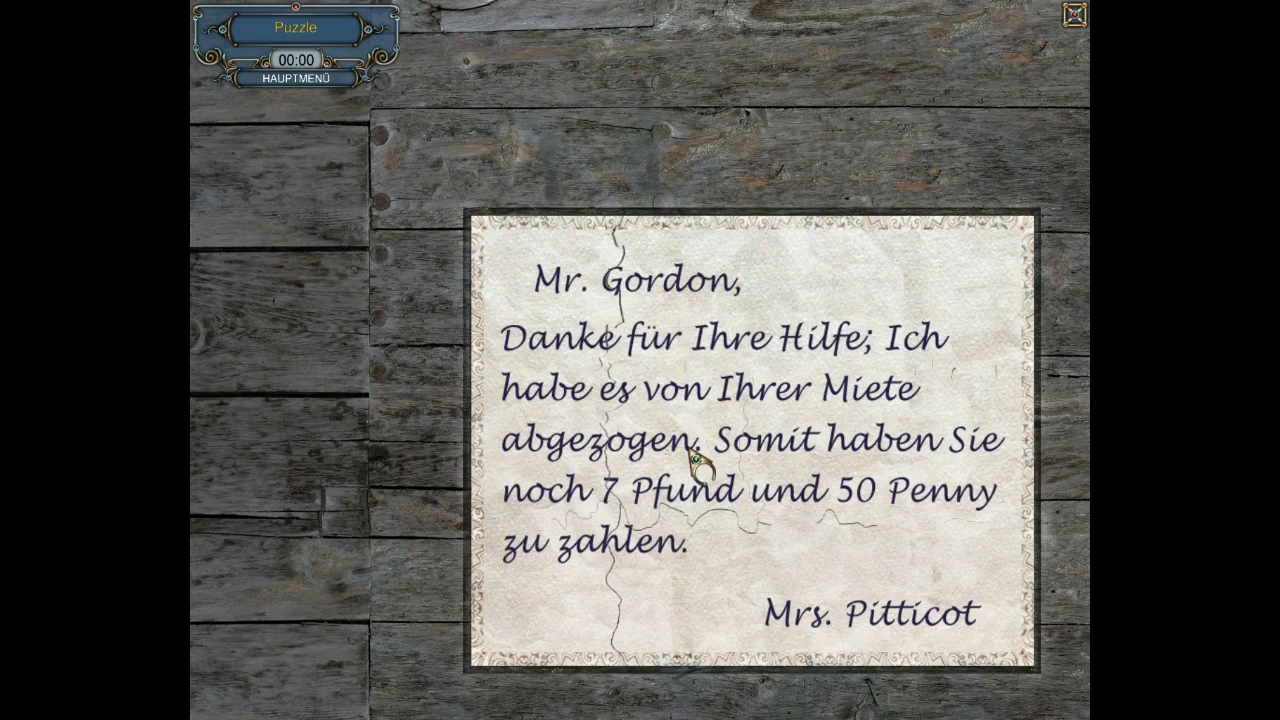 Puzzle
00:00
HAUPTMENÜ
Mr. Gordon,
Danke für Ihre Hilfe; Ich
habe es von Ihrer Miete
abgezogen. Somit haben Sie
noch 7 Pfund und 50 Penny
zu zahlen.
Mrs. Pitticot